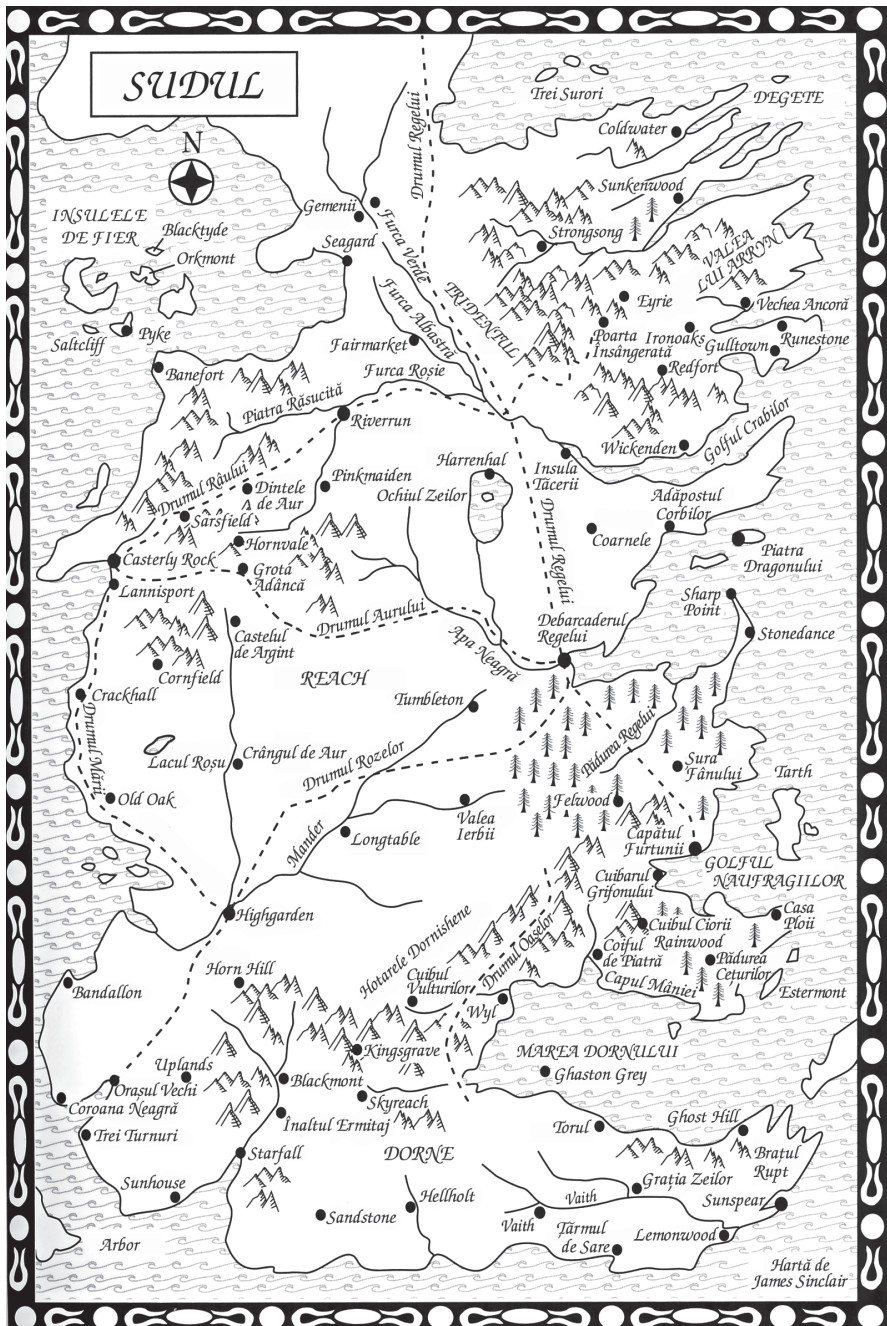 SUDUL
N
Trei Surori
DEGETE
Drumul Regelui
Coldwater
Sunkenwood
Gemenii
Furca Verde
INSULELE
DE FIER
Blacktyde
Orkmont
Seagard
Strongsong
VALEA
LUI ARRYN
TRIDENTUL
Furca Albastră
Eyrie
Vechea Ancoră
Saltcliff
Pyke
Fairmarket
Poarta
Însângerată
Ironoaks
Gulltown
Runestone
Banefort
Furca Roșie
Redfort
Piatra Răsucită
Riverrun
Wickenden
Golful Crabilor
Harrenhal
Insula
Tăcerii
Drumul Râului
Dintele
de Aur
Pinkmaiden
Ochiul Zeilor
Adăpostul
Corbilor
Sarsfield
Drumul Regelui
Coarnele
Hornvale
Piatra
Dragonului
Casterly Rock
Grota
Adâncă
Lannisport
Sharp
Point
Drumul Aurului
Debarcaderul
Regelui
Castelul
de Argint
Apa Neagră
Stonedance
Cornfield
REACH
Crackhall
Tumbleton
Drumul Mării
Pădurea Regelui
Lacul Roșu
Crângul de Aur
Drumul Rozelor
Sura
Fânului
Tarth
Old Oak
Valea
Ierbii
Felwood
Mander
Longtable
Capătul
Furtunii
GOLFUL
NAUFRAGIILOR
Cuibarul
Grifonului
Highgarden
Hotarele Dornishene
Drumul Oaselor
Cuibul Ciorii
Rainwood
Casa
Ploii
Coiful
de Piatră
Pădurea
Cețurilor
Horn Hill
Cuibul
Vulturilor
Capul Mâniei
Estermont
Bandallon
Wyl
Kingsgrave
MAREA DORNULUI
Uplands
Ghaston Grey
Orașul Vechi
Blackmont
Coroana Neagră
Skyreach
Înaltul Ermitaj
Trei Turnuri
Torul
Ghost Hill
Starfall
DORNE
Brațul
Rupt
Sunhouse
Grația Zeilor
Hellholt
Vaith
Sunspear
Sandstone
Vaith
Țărmul
de Sare
Lemonwood
Arbor
Hartă de
James Sinclair